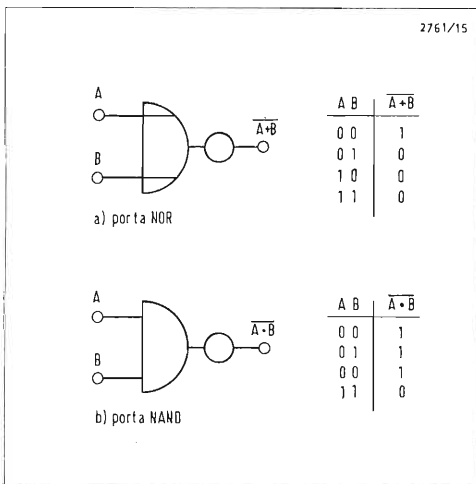 2761/15
A
B
A+B
a) porta NOR
A B A+B
0 0 1
0 1 0
1 0 0
1 1 0
A
B
A • B
b) porta NAND
A B A • B
0 0 1
0 1 1
0 0 1
1 1 0